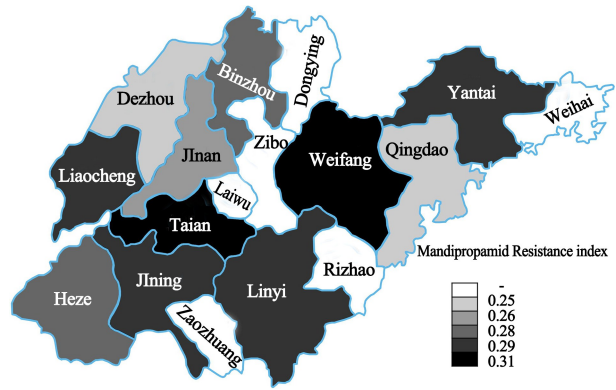 Binzhou
Dongying
Dezhou
Yantai
Weihai
Zibo
JInan
Weifang
Qingdao
Liaocheng
Laiwu
Taian
Mandipropamid Resistance index
Rizhao
JIning
Linyi
Heze
Zaozhuang
-
0.25
0.26
0.28
0.29
0.31